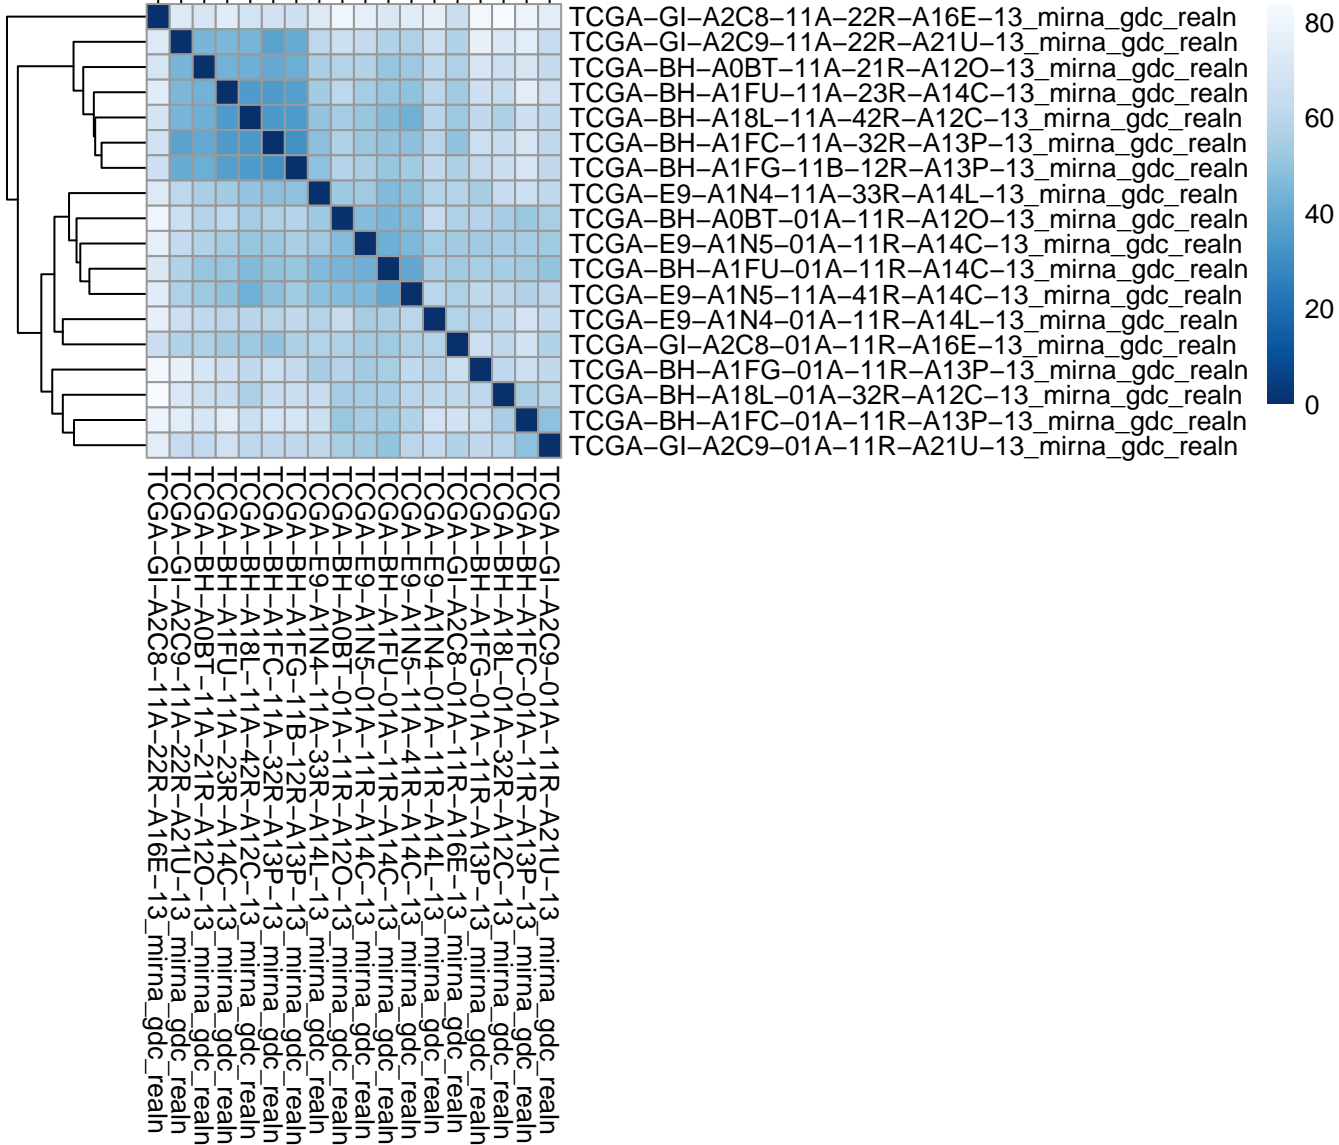 TCGA−GI−A2C8−11A−22R−A16E−13_mirna_gdc_realn
TCGA−GI−A2C9−11A−22R−A21U−13_mirna_gdc_realn
TCGA−BH−A0BT−11A−21R−A12O−13_mirna_gdc_realn
TCGA−BH−A1FU−11A−23R−A14C−13_mirna_gdc_realn
TCGA−BH−A18L−11A−42R−A12C−13_mirna_gdc_realn
TCGA−BH−A1FC−11A−32R−A13P−13_mirna_gdc_realn
TCGA−BH−A1FG−11B−12R−A13P−13_mirna_gdc_realn
TCGA−E9−A1N4−11A−33R−A14L−13_mirna_gdc_realn
TCGA−BH−A0BT−01A−11R−A12O−13_mirna_gdc_realn
TCGA−E9−A1N5−01A−11R−A14C−13_mirna_gdc_realn
TCGA−BH−A1FU−01A−11R−A14C−13_mirna_gdc_realn
TCGA−E9−A1N5−11A−41R−A14C−13_mirna_gdc_realn
TCGA−E9−A1N4−01A−11R−A14L−13_mirna_gdc_realn
TCGA−GI−A2C8−01A−11R−A16E−13_mirna_gdc_realn
TCGA−BH−A1FG−01A−11R−A13P−13_mirna_gdc_realn
TCGA−BH−A18L−01A−32R−A12C−13_mirna_gdc_realn
TCGA−BH−A1FC−01A−11R−A13P−13_mirna_gdc_realn
TCGA−GI−A2C9−01A−11R−A21U−13_mirna_gdc_realn
80
60
40
20
0
TCGA−GI−A2C8−11A−22R−A16E−13_mirna_gdc_realn
TCGA−GI−A2C9−11A−22R−A21U−13_mirna_gdc_realn
TCGA−BH−A0BT−11A−21R−A12O−13_mirna_gdc_realn
TCGA−BH−A1FU−11A−23R−A14C−13_mirna_gdc_realn
TCGA−BH−A18L−11A−42R−A12C−13_mirna_gdc_realn
TCGA−BH−A1FC−11A−32R−A13P−13_mirna_gdc_realn
TCGA−BH−A1FG−11B−12R−A13P−13_mirna_gdc_realn
TCGA−E9−A1N4−11A−33R−A14L−13_mirna_gdc_realn
TCGA−BH−A0BT−01A−11R−A12O−13_mirna_gdc_realn
TCGA−E9−A1N5−01A−11R−A14C−13_mirna_gdc_realn
TCGA−BH−A1FU−01A−11R−A14C−13_mirna_gdc_realn
TCGA−E9−A1N5−11A−41R−A14C−13_mirna_gdc_realn
TCGA−E9−A1N4−01A−11R−A14L−13_mirna_gdc_realn
TCGA−GI−A2C8−01A−11R−A16E−13_mirna_gdc_realn
TCGA−BH−A1FG−01A−11R−A13P−13_mirna_gdc_realn
TCGA−BH−A18L−01A−32R−A12C−13_mirna_gdc_realn
TCGA−BH−A1FC−01A−11R−A13P−13_mirna_gdc_realn
TCGA−GI−A2C9−01A−11R−A21U−13_mirna_gdc_realn